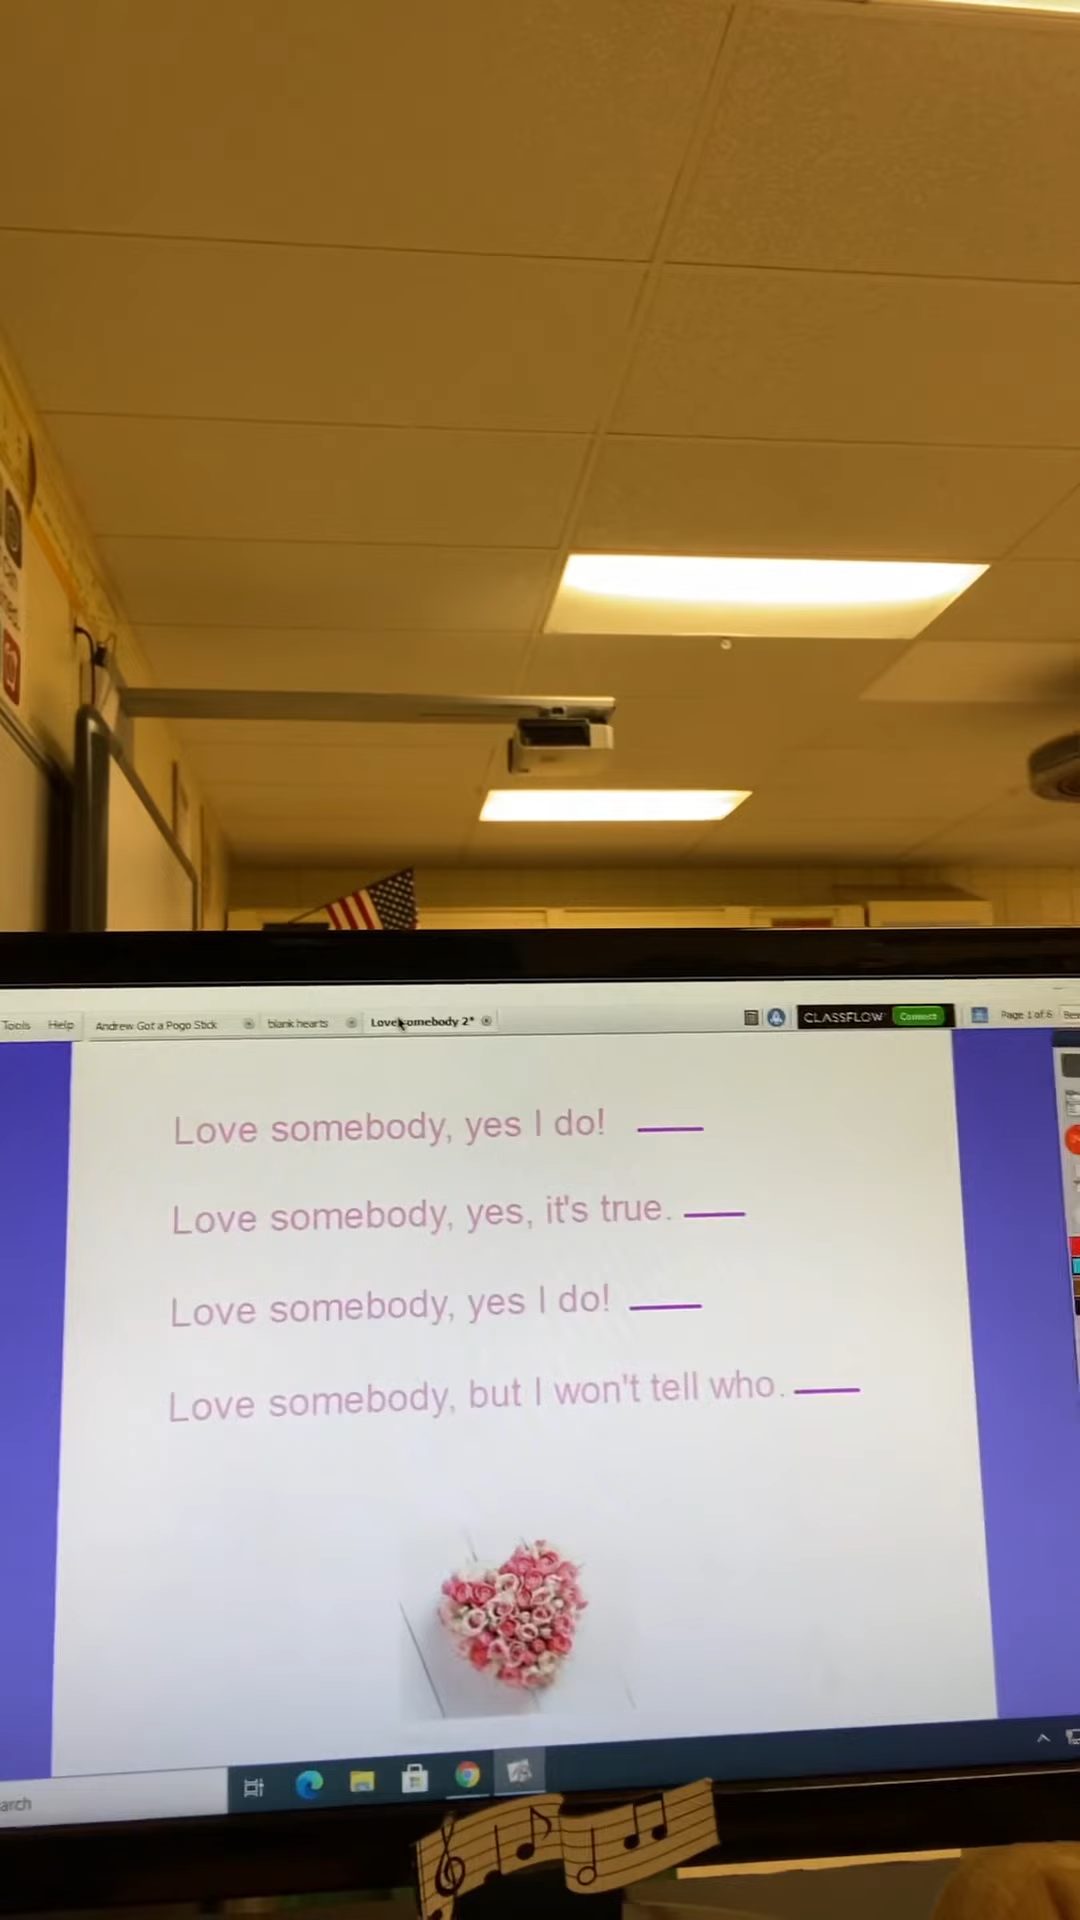 Tools Help Andrew Got a Pogo Stick blank hearts Love somebody 2* CLASSFLOW Connect Page 1 of 6
Love somebody, yes I do!
Love somebody, yes, it's true.
Love somebody, yes I do!
Love somebody, but I won't tell who.
arch